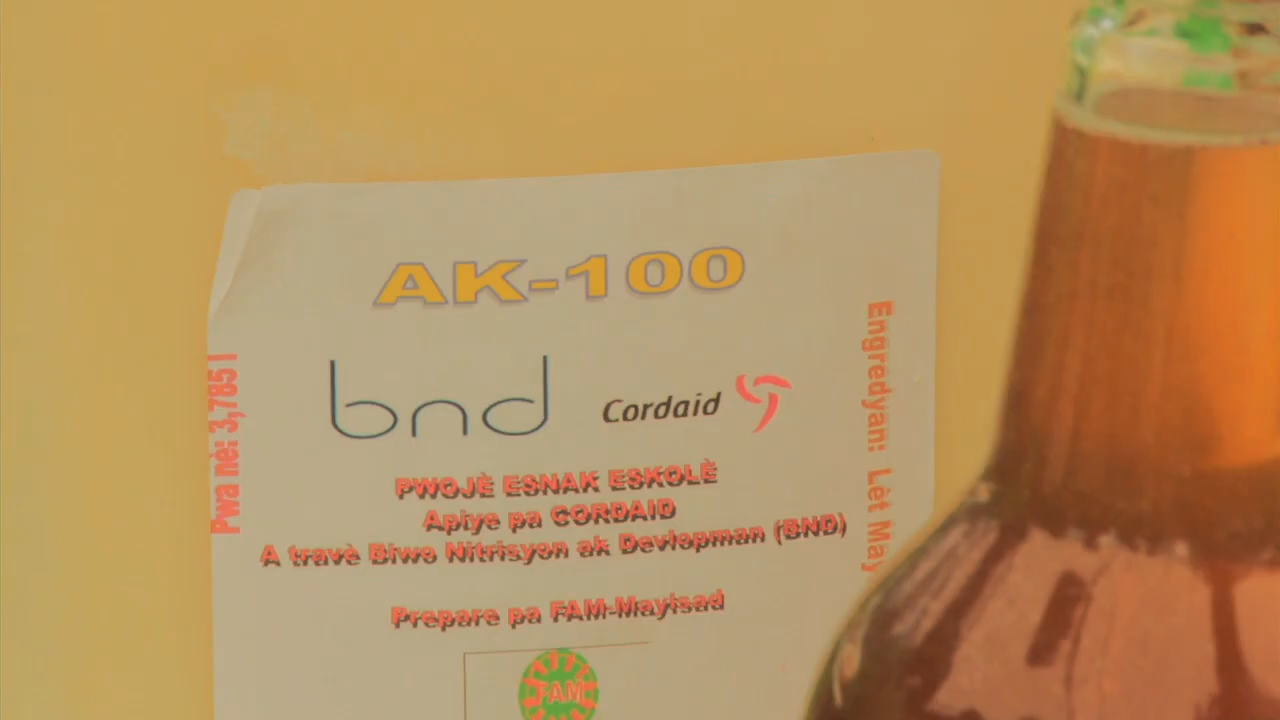 AK-100
bnd
Cordaid
PWOJÈ ESNAK ESKOLÈ
Apiye pa CORDAID
A travè Biwo Nitrisyon ak Devlopman (BND)
Prepare pa FAM-Mayisad
FAM
Pwa nè: 3,785 l
Engredyan: Lèt May